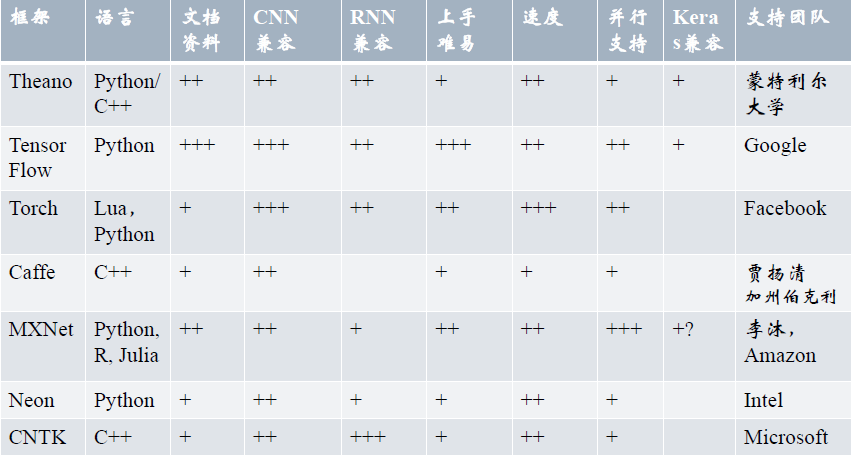 框架 语言 文档资料 CNN兼容 RNN兼容 上手难易 速度 并行支持 Keras兼容 支持团队
Theano Python/C++ ++ ++ ++ + ++ + + 蒙特利尔大学
TensorFlow Python +++ +++ ++ +++ ++ ++ + Google
Torch Lua，Python + +++ ++ ++ +++ ++ Facebook
Caffe C++ + ++ + + + 贾扬清 加州伯克利
MXNet Python, R, Julia ++ ++ + ++ ++ +++ +? 李沐，Amazon
Neon Python + ++ + + ++ + Intel
CNTK C++ + ++ +++ + ++ + Microsoft